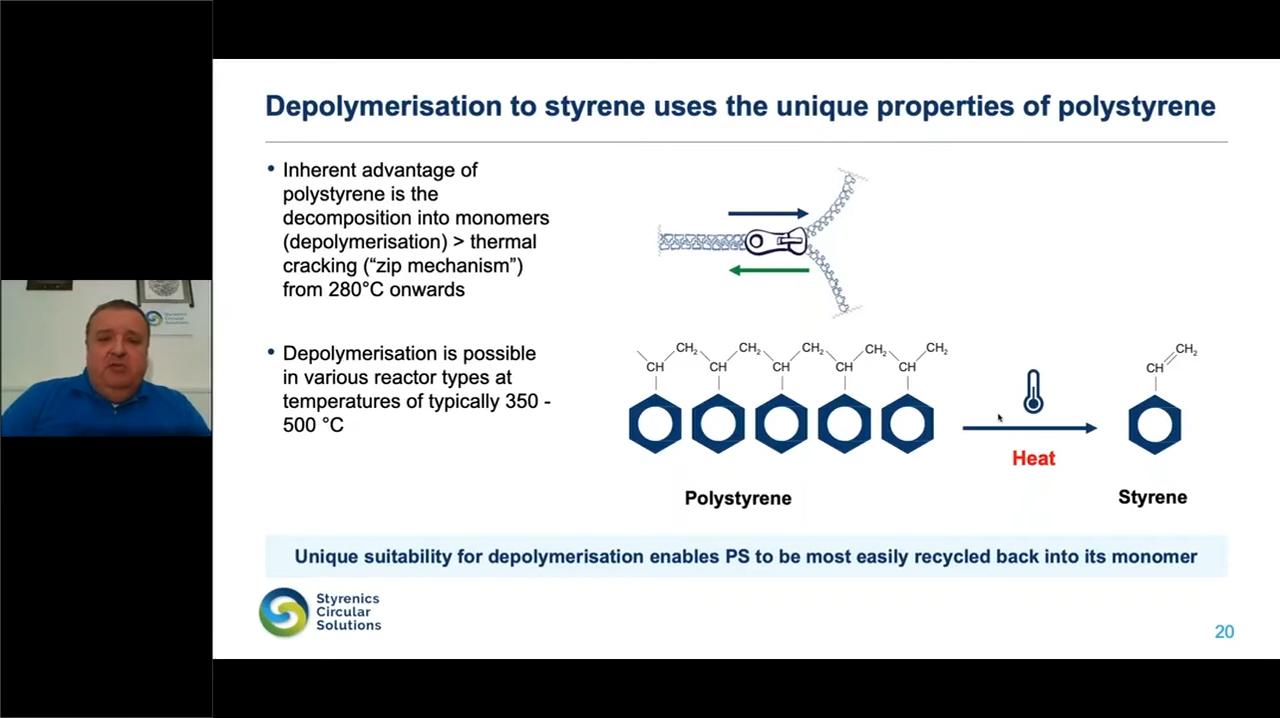 Depolymerisation to styrene uses the unique properties of polystyrene
• Inherent advantage of
polystyrene is the
decomposition into monomers
(depolymerisation) > thermal
cracking (“zip mechanism”)
from 280°C onwards
• Depolymerisation is possible
in various reactor types at
temperatures of typically 350 -
500 °C
CH₂ CH₂ CH₂ CH₂ CH₂
CH CH CH CH CH
CH₂
CH
Heat
Polystyrene
Styrene
Unique suitability for depolymerisation enables PS to be most easily recycled back into its monomer
Styrenics
Circular
Solutions
20
Styrenics
Circular
Solutions